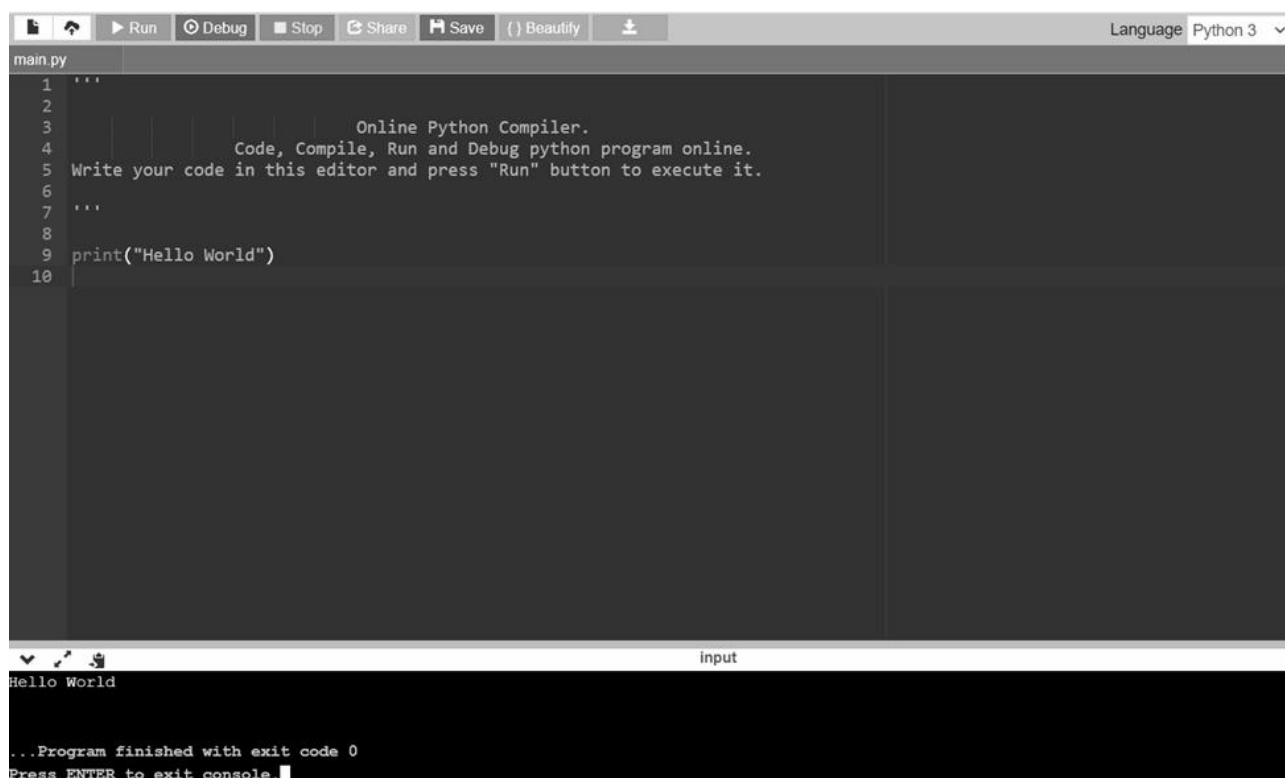 Run Debug Stop Share Save { } Beautify Language Python 3
main.py
1 '''
2
3 Online Python Compiler.
4 Code, Compile, Run and Debug python program online.
5 Write your code in this editor and press "Run" button to execute it.
6
7 '''
8
9 print("Hello World")
10
input
Hello World
...Program finished with exit code 0
Press ENTER to exit console.